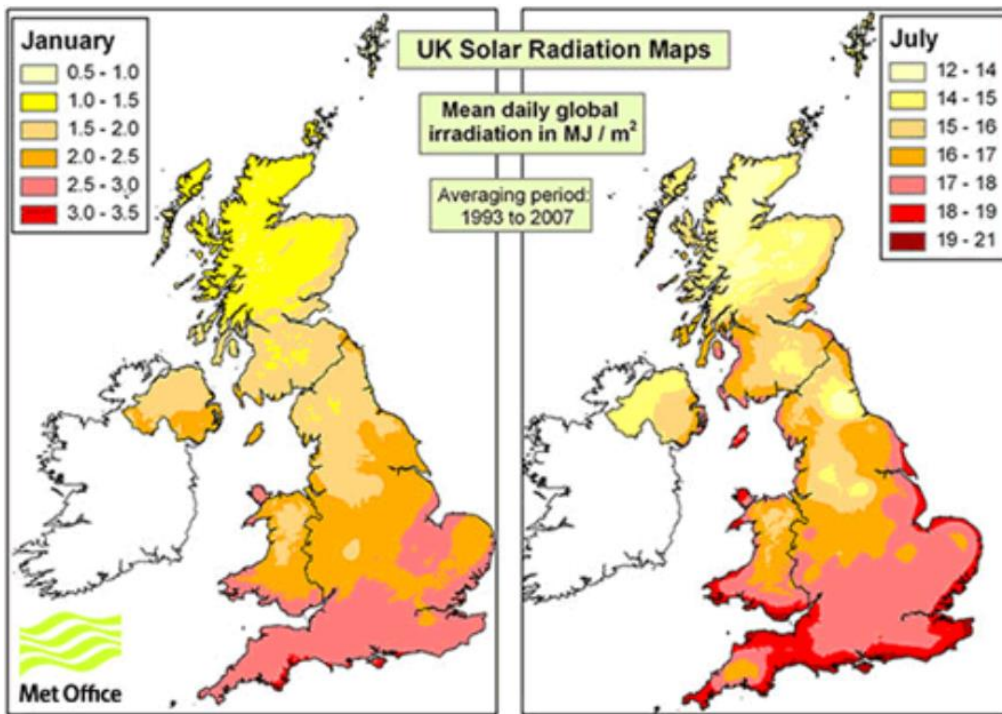 January
0.5 - 1.0
1.0 - 1.5
1.5 - 2.0
2.0 - 2.5
2.5 - 3.0
3.0 - 3.5
UK Solar Radiation Maps
Mean daily global
irradiation in MJ / m²
Averaging period:
1993 to 2007
July
12 - 14
14 - 15
15 - 16
16 - 17
17 - 18
18 - 19
19 - 21
Met Office